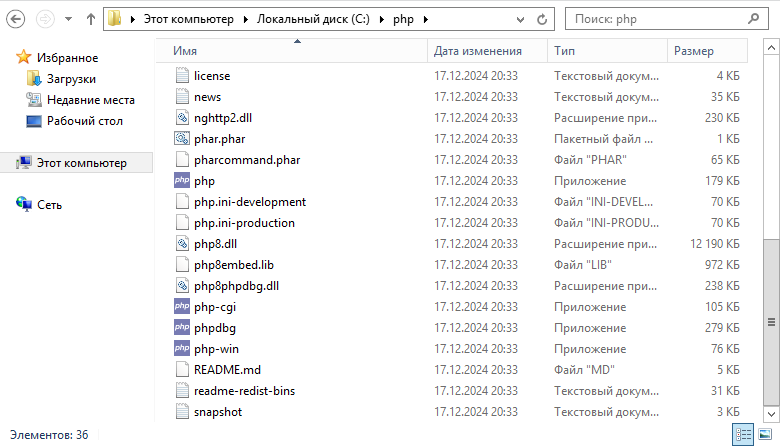 Этот компьютер ▸ Локальный диск (C:) ▸ php ▸ Поиск: php
Избранное
Загрузки
Недавние места
Рабочий стол
Этот компьютер
Сеть
Имя Дата изменения Тип Размер
license 17.12.2024 20:33 Текстовый докум... 4 КБ
news 17.12.2024 20:33 Текстовый докум... 35 КБ
nghttp2.dll 17.12.2024 20:33 Расширение при... 230 КБ
phar.phar 17.12.2024 20:33 Пакетный файл ... 1 КБ
pharcommand.phar 17.12.2024 20:33 Файл "PHAR" 65 КБ
php php 17.12.2024 20:33 Приложение 179 КБ
php.ini-development 17.12.2024 20:33 Файл "INI-DEVEL... 70 КБ
php.ini-production 17.12.2024 20:33 Файл "INI-PRODU... 70 КБ
php8.dll 17.12.2024 20:33 Расширение при... 12 190 КБ
php8embed.lib 17.12.2024 20:33 Файл "LIB" 972 КБ
php8phpdbg.dll 17.12.2024 20:33 Расширение при... 238 КБ
php php-cgi 17.12.2024 20:33 Приложение 105 КБ
php phpdbg 17.12.2024 20:33 Приложение 279 КБ
php php-win 17.12.2024 20:33 Приложение 76 КБ
README.md 17.12.2024 20:33 Файл "MD" 5 КБ
readme-redist-bins 17.12.2024 20:33 Текстовый докум... 31 КБ
snapshot 17.12.2024 20:33 Текстовый докум... 3 КБ
Элементов: 36